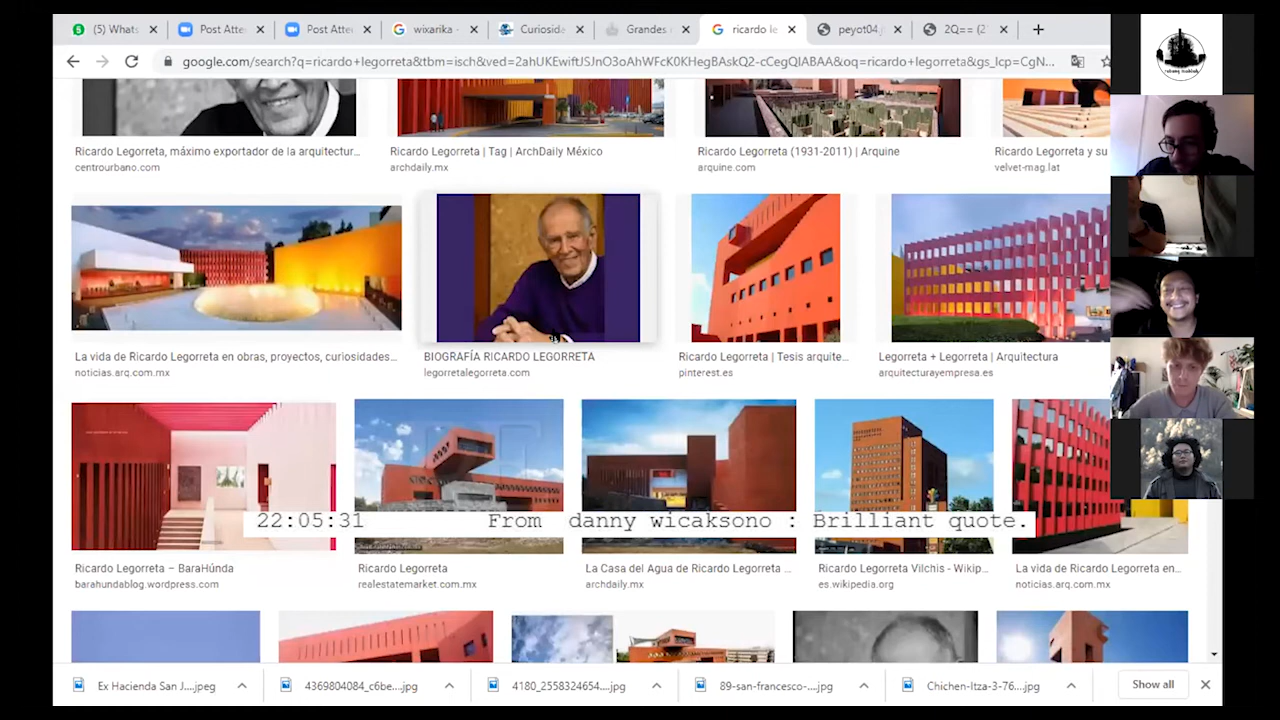 (5) Whats
Post Atte
Post Atte
wixarika -
Curiosida
Grandes
ricardo le
peyot04.j
2Q== (2
google.com/search?q=ricardo+legorreta&tbm=isch&ved=2ahUKEwiftJSJnO3oAhWFcK0KHegBAskQ2-cCegQIABAA&oq=ricardo+legorreta&gs_lcp=CgN...
Ricardo Legorreta, máximo exportador de la arquitectur...
centrourbano.com
Ricardo Legorreta | Tag | ArchDaily México
archdaily.mx
Ricardo Legorreta (1931-2011) | Arquine
arquine.com
Ricardo Legorreta y su
velvet-mag.lat
La vida de Ricardo Legorreta en obras, proyectos, curiosidades...
noticias.arq.com.mx
BIOGRAFÍA RICARDO LEGORRETA
legorretalegorreta.com
Ricardo Legorreta | Tesis arquite...
pinterest.es
Legorreta + Legorreta | Arquitectura
arquitecturayempresa.es
22:05:31 From danny wicaksono : Brilliant quote.
Ricardo Legorreta – BaraHúnda
barahundablog.wordpress.com
Ricardo Legorreta
realestatemarket.com.mx
La Casa del Agua de Ricardo Legorreta ...
archdaily.mx
Ricardo Legorreta Vilchis - Wikip...
es.wikipedia.org
La vida de Ricardo Legorreta en...
noticias.arq.com.mx
Ex Hacienda San J....jpeg
4369804084_c6be....jpg
4180_2558324654....jpg
89-san-francesco-....jpg
Chichen-Itza-3-76....jpg
Show all